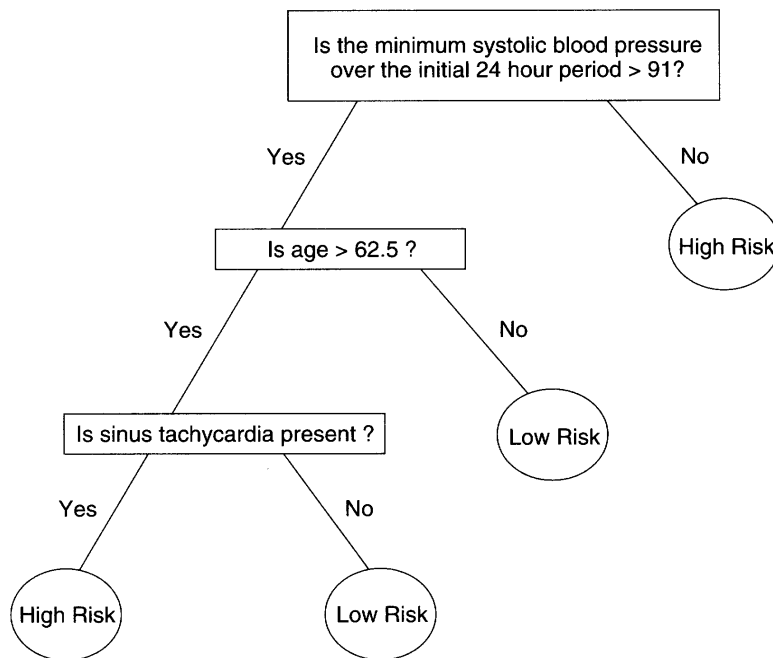 Is the minimum systolic blood pressure
over the initial 24 hour period > 91?
Yes
No
Is age > 62.5 ?
High Risk
Yes
No
Is sinus tachycardia present ?
Low Risk
Yes
No
High Risk
Low Risk